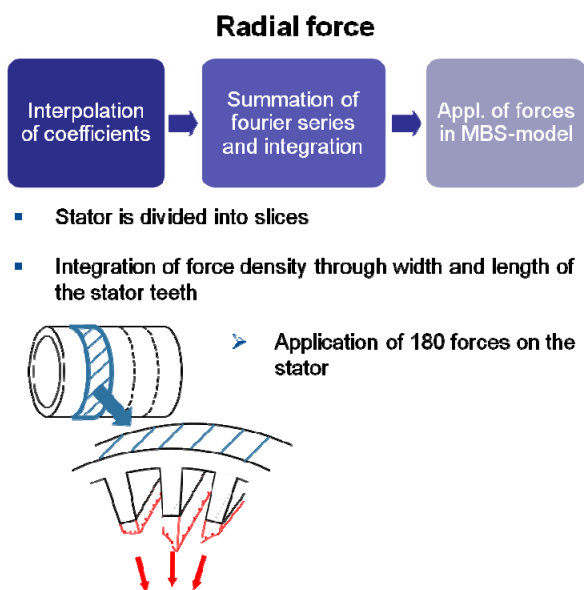 Radial force
Interpolation
of coefficients
Summation of
fourier series
and integration
Appl. of forces
in MBS-model
Stator is divided into slices
Integration of force density through width and length of
the stator teeth
Application of 180 forces on the
stator